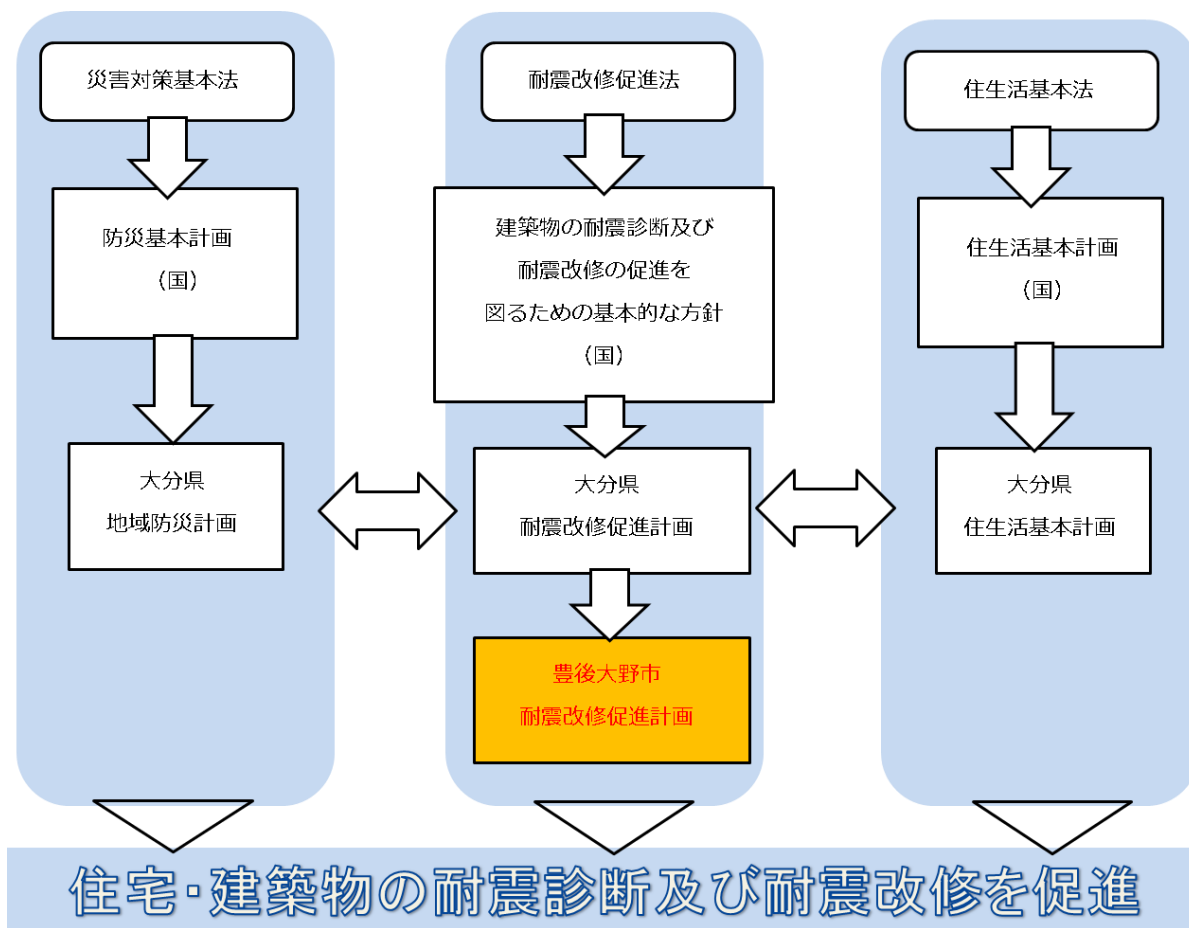 災害対策基本法
防災基本計画
（国）
大分県
地域防災計画
耐震改修促進法
建築物の耐震診断及び
耐震改修の促進を
図るための基本的な方針
（国）
大分県
耐震改修促進計画
豊後大野市
耐震改修促進計画
住生活基本法
住生活基本計画
（国）
大分県
住生活基本計画
住宅・建築物の耐震診断及び耐震改修を促進